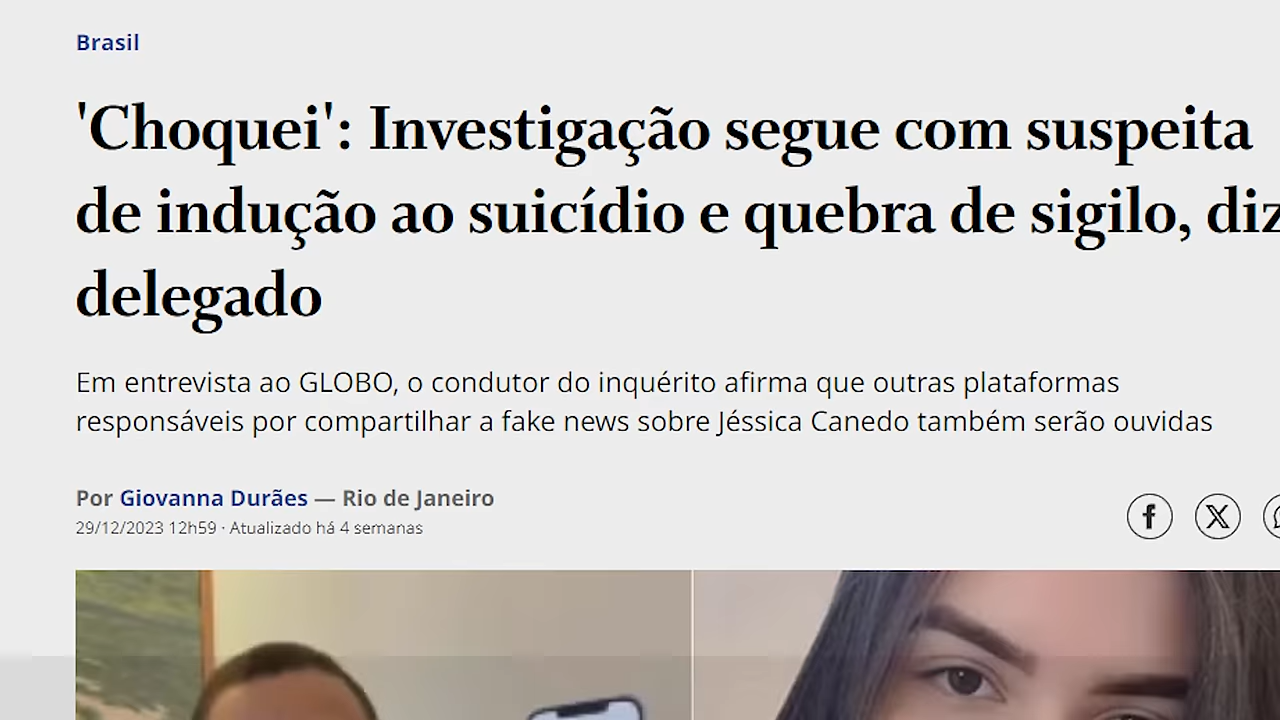 Brasil
'Choquei': Investigação segue com suspeita
de indução ao suicídio e quebra de sigilo, diz
delegado
Em entrevista ao GLOBO, o condutor do inquérito afirma que outras plataformas
responsáveis por compartilhar a fake news sobre Jéssica Canedo também serão ouvidas
Por Giovanna Durães — Rio de Janeiro
29/12/2023 12h59 · Atualizado há 4 semanas